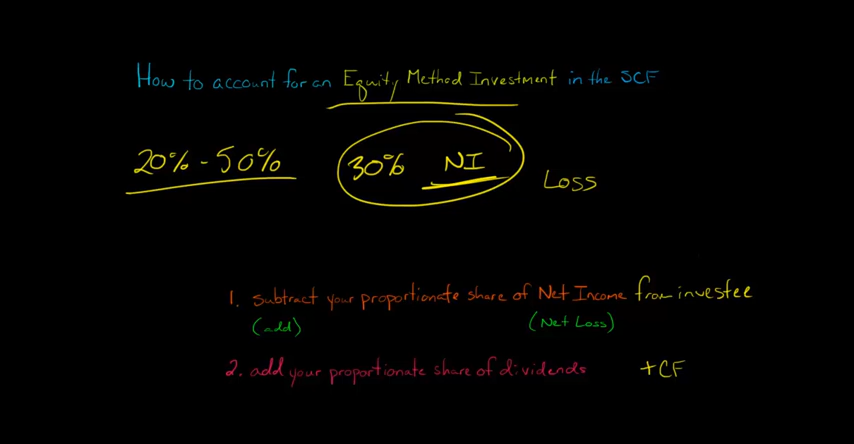 How to account for an Equity Method Investment in the SCF
20% - 50% 30% NI
Loss
1. subtract your proportionate share of Net Income from investee
(add) (Net Loss)
2. add your proportionate share of dividends +CF